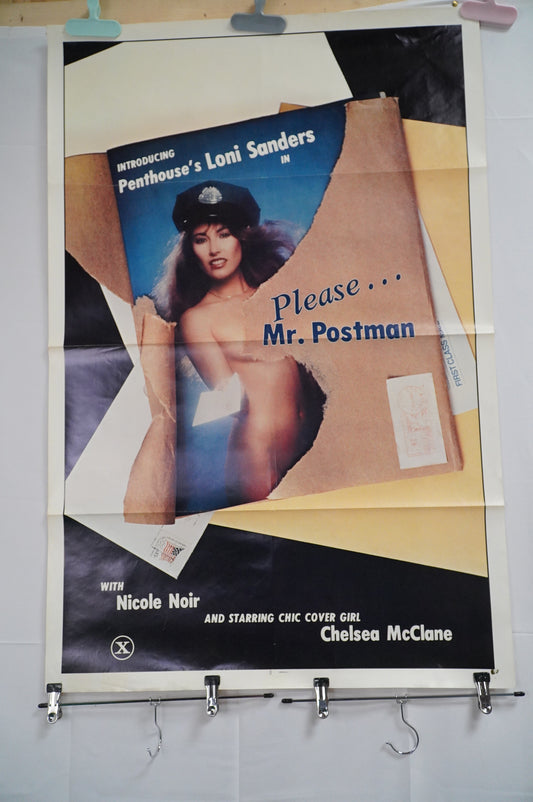 INTRODUCING
Penthouse's Loni Sanders
IN
Please...
Mr. Postman
FIRST CLASS
WITH
Nicole Noir
AND STARRING CHIC COVER GIRL
Chelsea McClane
X